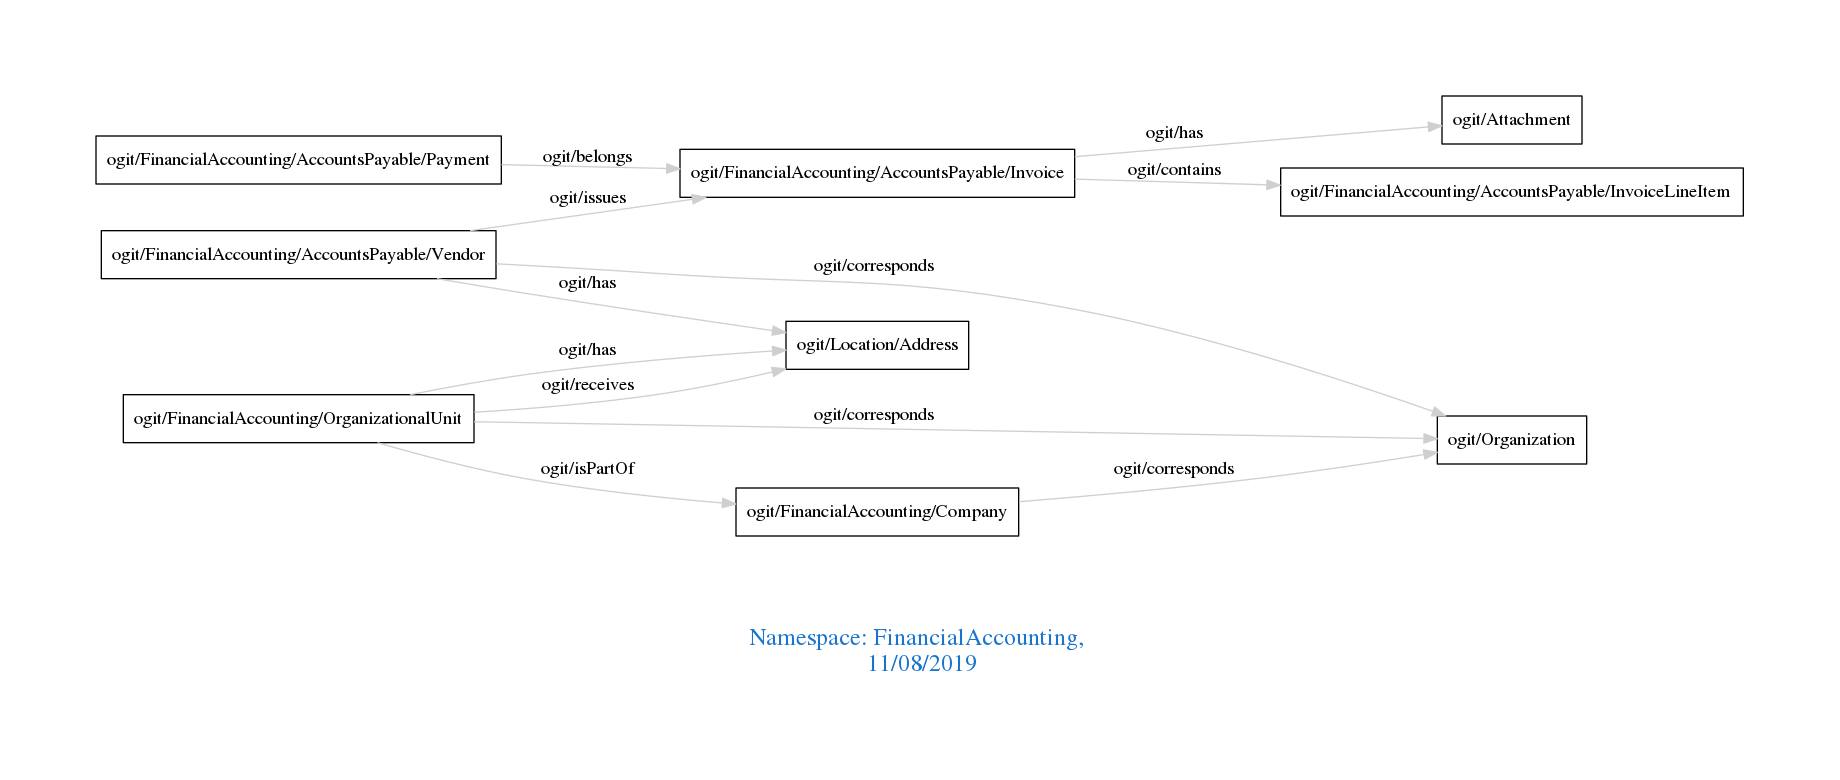 ogit/Attachment
ogit/has
ogit/FinancialAccounting/AccountsPayable/Payment
ogit/belongs
ogit/FinancialAccounting/AccountsPayable/Invoice
ogit/contains
ogit/FinancialAccounting/AccountsPayable/InvoiceLineItem
ogit/issues
ogit/FinancialAccounting/AccountsPayable/Vendor
ogit/corresponds
ogit/has
ogit/Location/Address
ogit/has
ogit/receives
ogit/FinancialAccounting/OrganizationalUnit
ogit/corresponds
ogit/Organization
ogit/isPartOf
ogit/corresponds
ogit/FinancialAccounting/Company
Namespace: FinancialAccounting,
11/08/2019